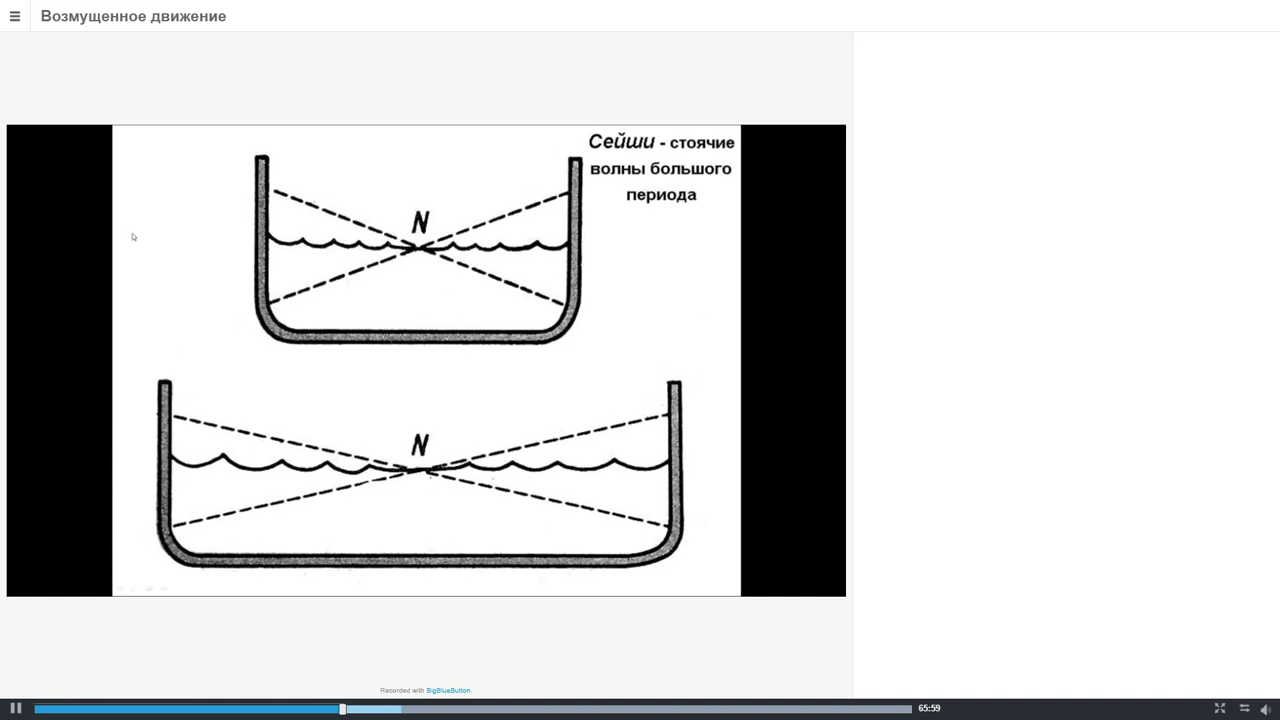 Возмущенное движение
Сейши - стоячие
волны большого
периода
N
N
Recorded with BigBlueButton.
65:59